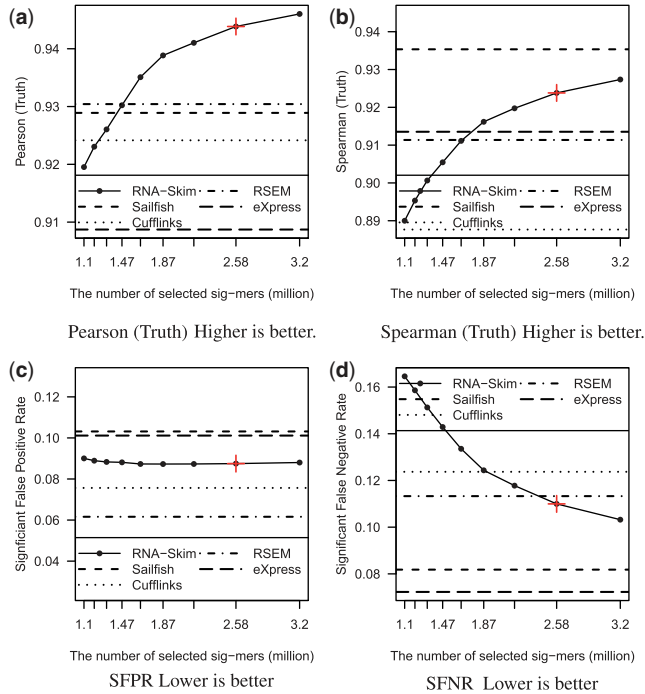 (a)
Pearson (Truth)
0.94
0.93
0.92
0.91
RNA−Skim
Sailfish
Cufflinks
RSEM
eXpress
1.1
1.47
1.87
2.58
3.2
The number of selected sig−mers (million)
Pearson (Truth) Higher is better.
(b)
Spearman (Truth)
0.94
0.93
0.92
0.91
0.90
0.89
RNA−Skim
Sailfish
Cufflinks
RSEM
eXpress
1.1
1.47
1.87
2.58
3.2
The number of selected sig−mers (million)
Spearman (Truth) Higher is better.
(c)
Signficiant False Positive Rate
0.12
0.10
0.08
0.06
0.04
RNA−Skim
Sailfish
Cufflinks
RSEM
eXpress
1.1
1.47
1.87
2.58
3.2
The number of selected sig−mers (million)
SFPR Lower is better
(d)
Significant False Negative Rate
0.16
0.14
0.12
0.10
0.08
RNA−Skim
Sailfish
Cufflinks
RSEM
eXpress
1.1
1.47
1.87
2.58
3.2
The number of selected sig−mers (million)
SFNR Lower is better